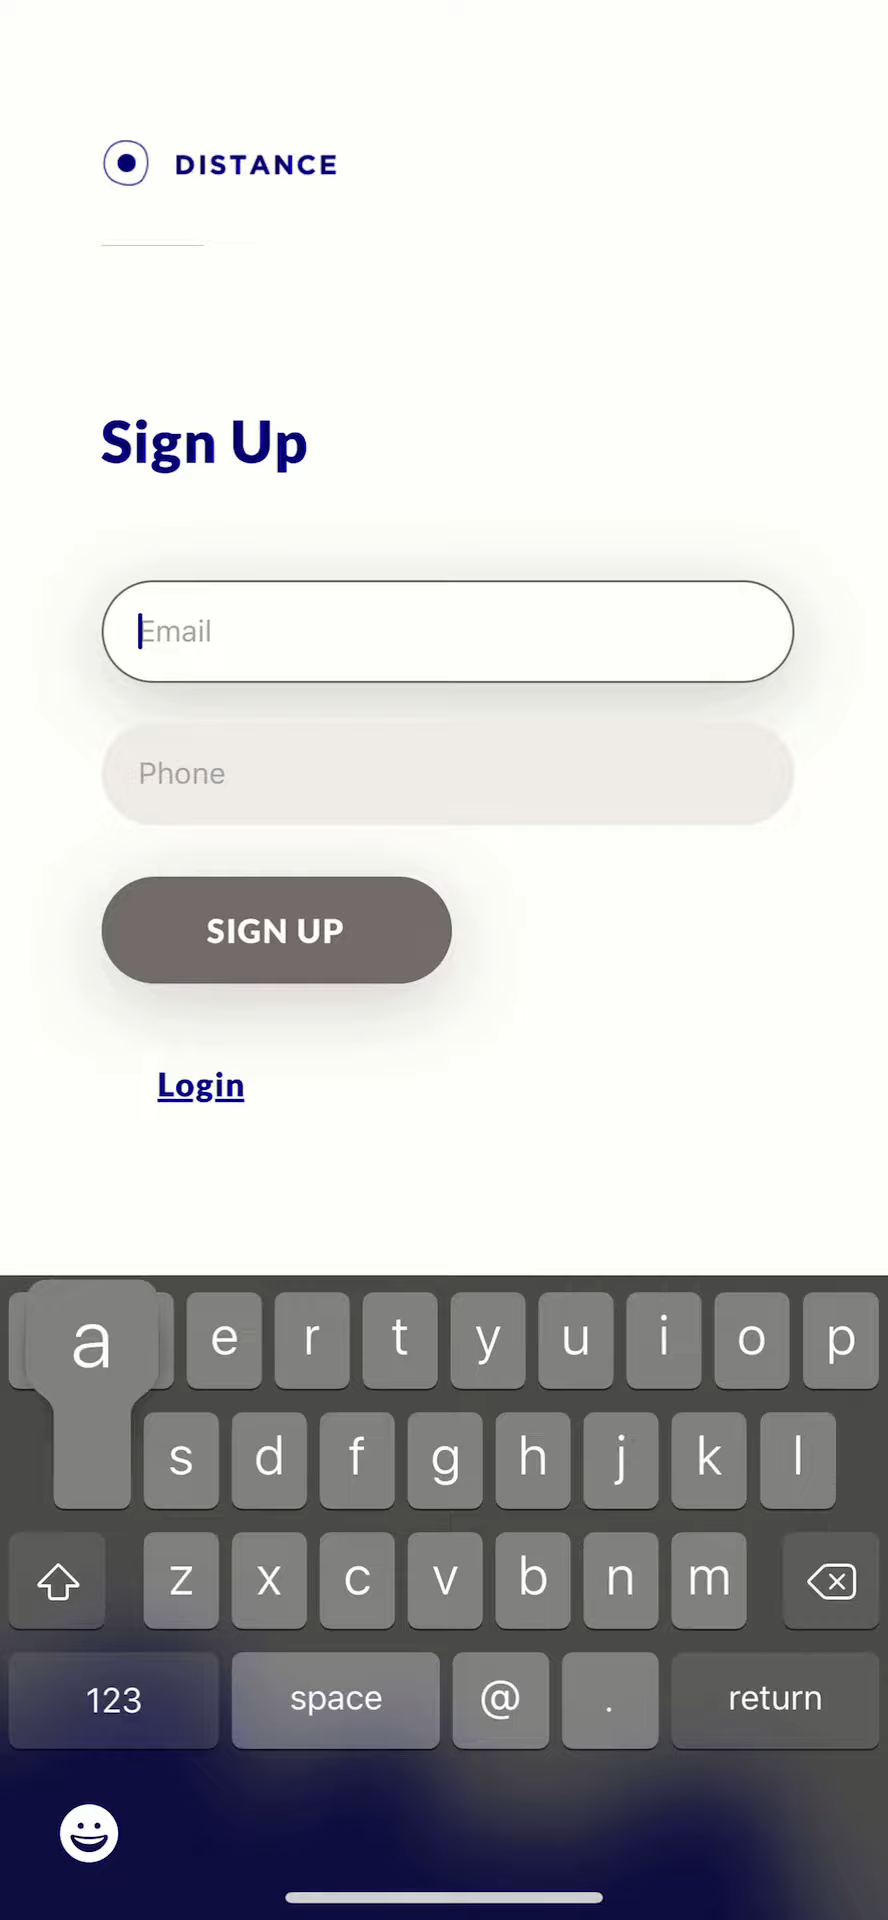 DISTANCE
Sign Up
Email
Phone
SIGN UP
Login
a e r t y u i o p
s d f g h j k l
z x c v b n m
123 space @ . return